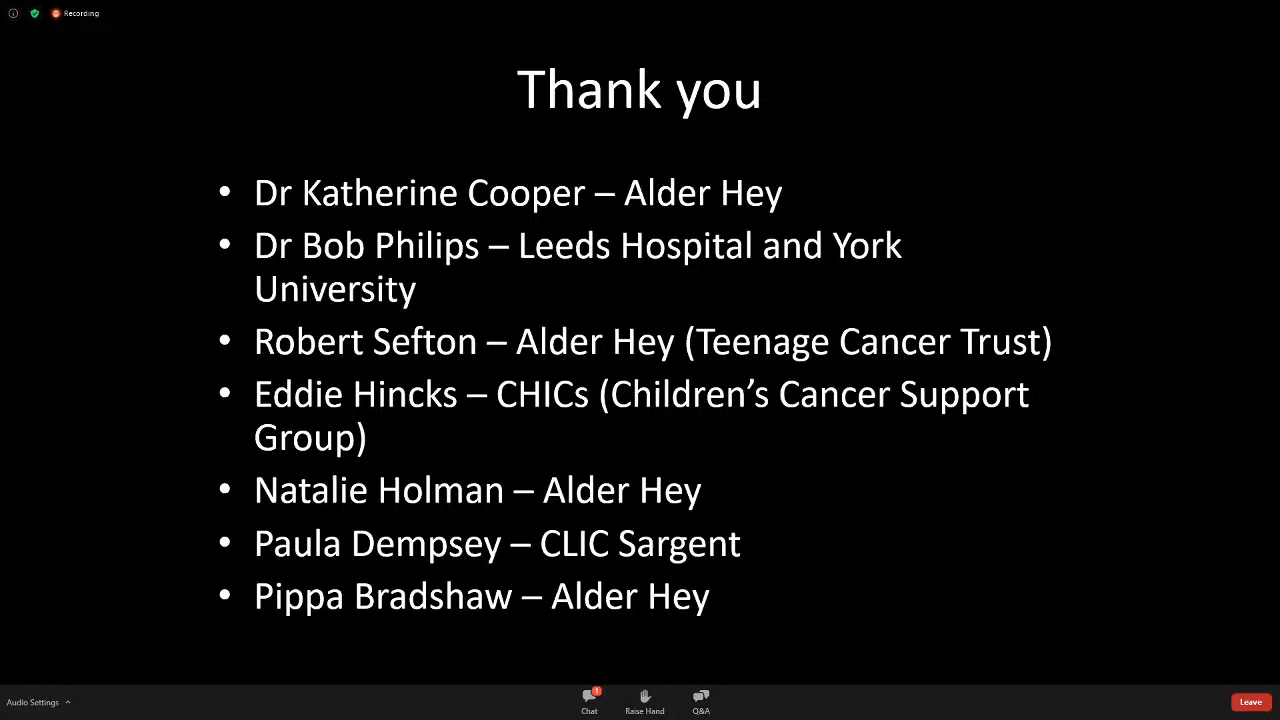 Recording
Thank you
• Dr Katherine Cooper – Alder Hey
• Dr Bob Philips – Leeds Hospital and York
University
• Robert Sefton – Alder Hey (Teenage Cancer Trust)
• Eddie Hincks – CHICs (Children’s Cancer Support
Group)
• Natalie Holman – Alder Hey
• Paula Dempsey – CLIC Sargent
• Pippa Bradshaw – Alder Hey
Audio Settings
1
Chat
Raise Hand
Q&A
Leave